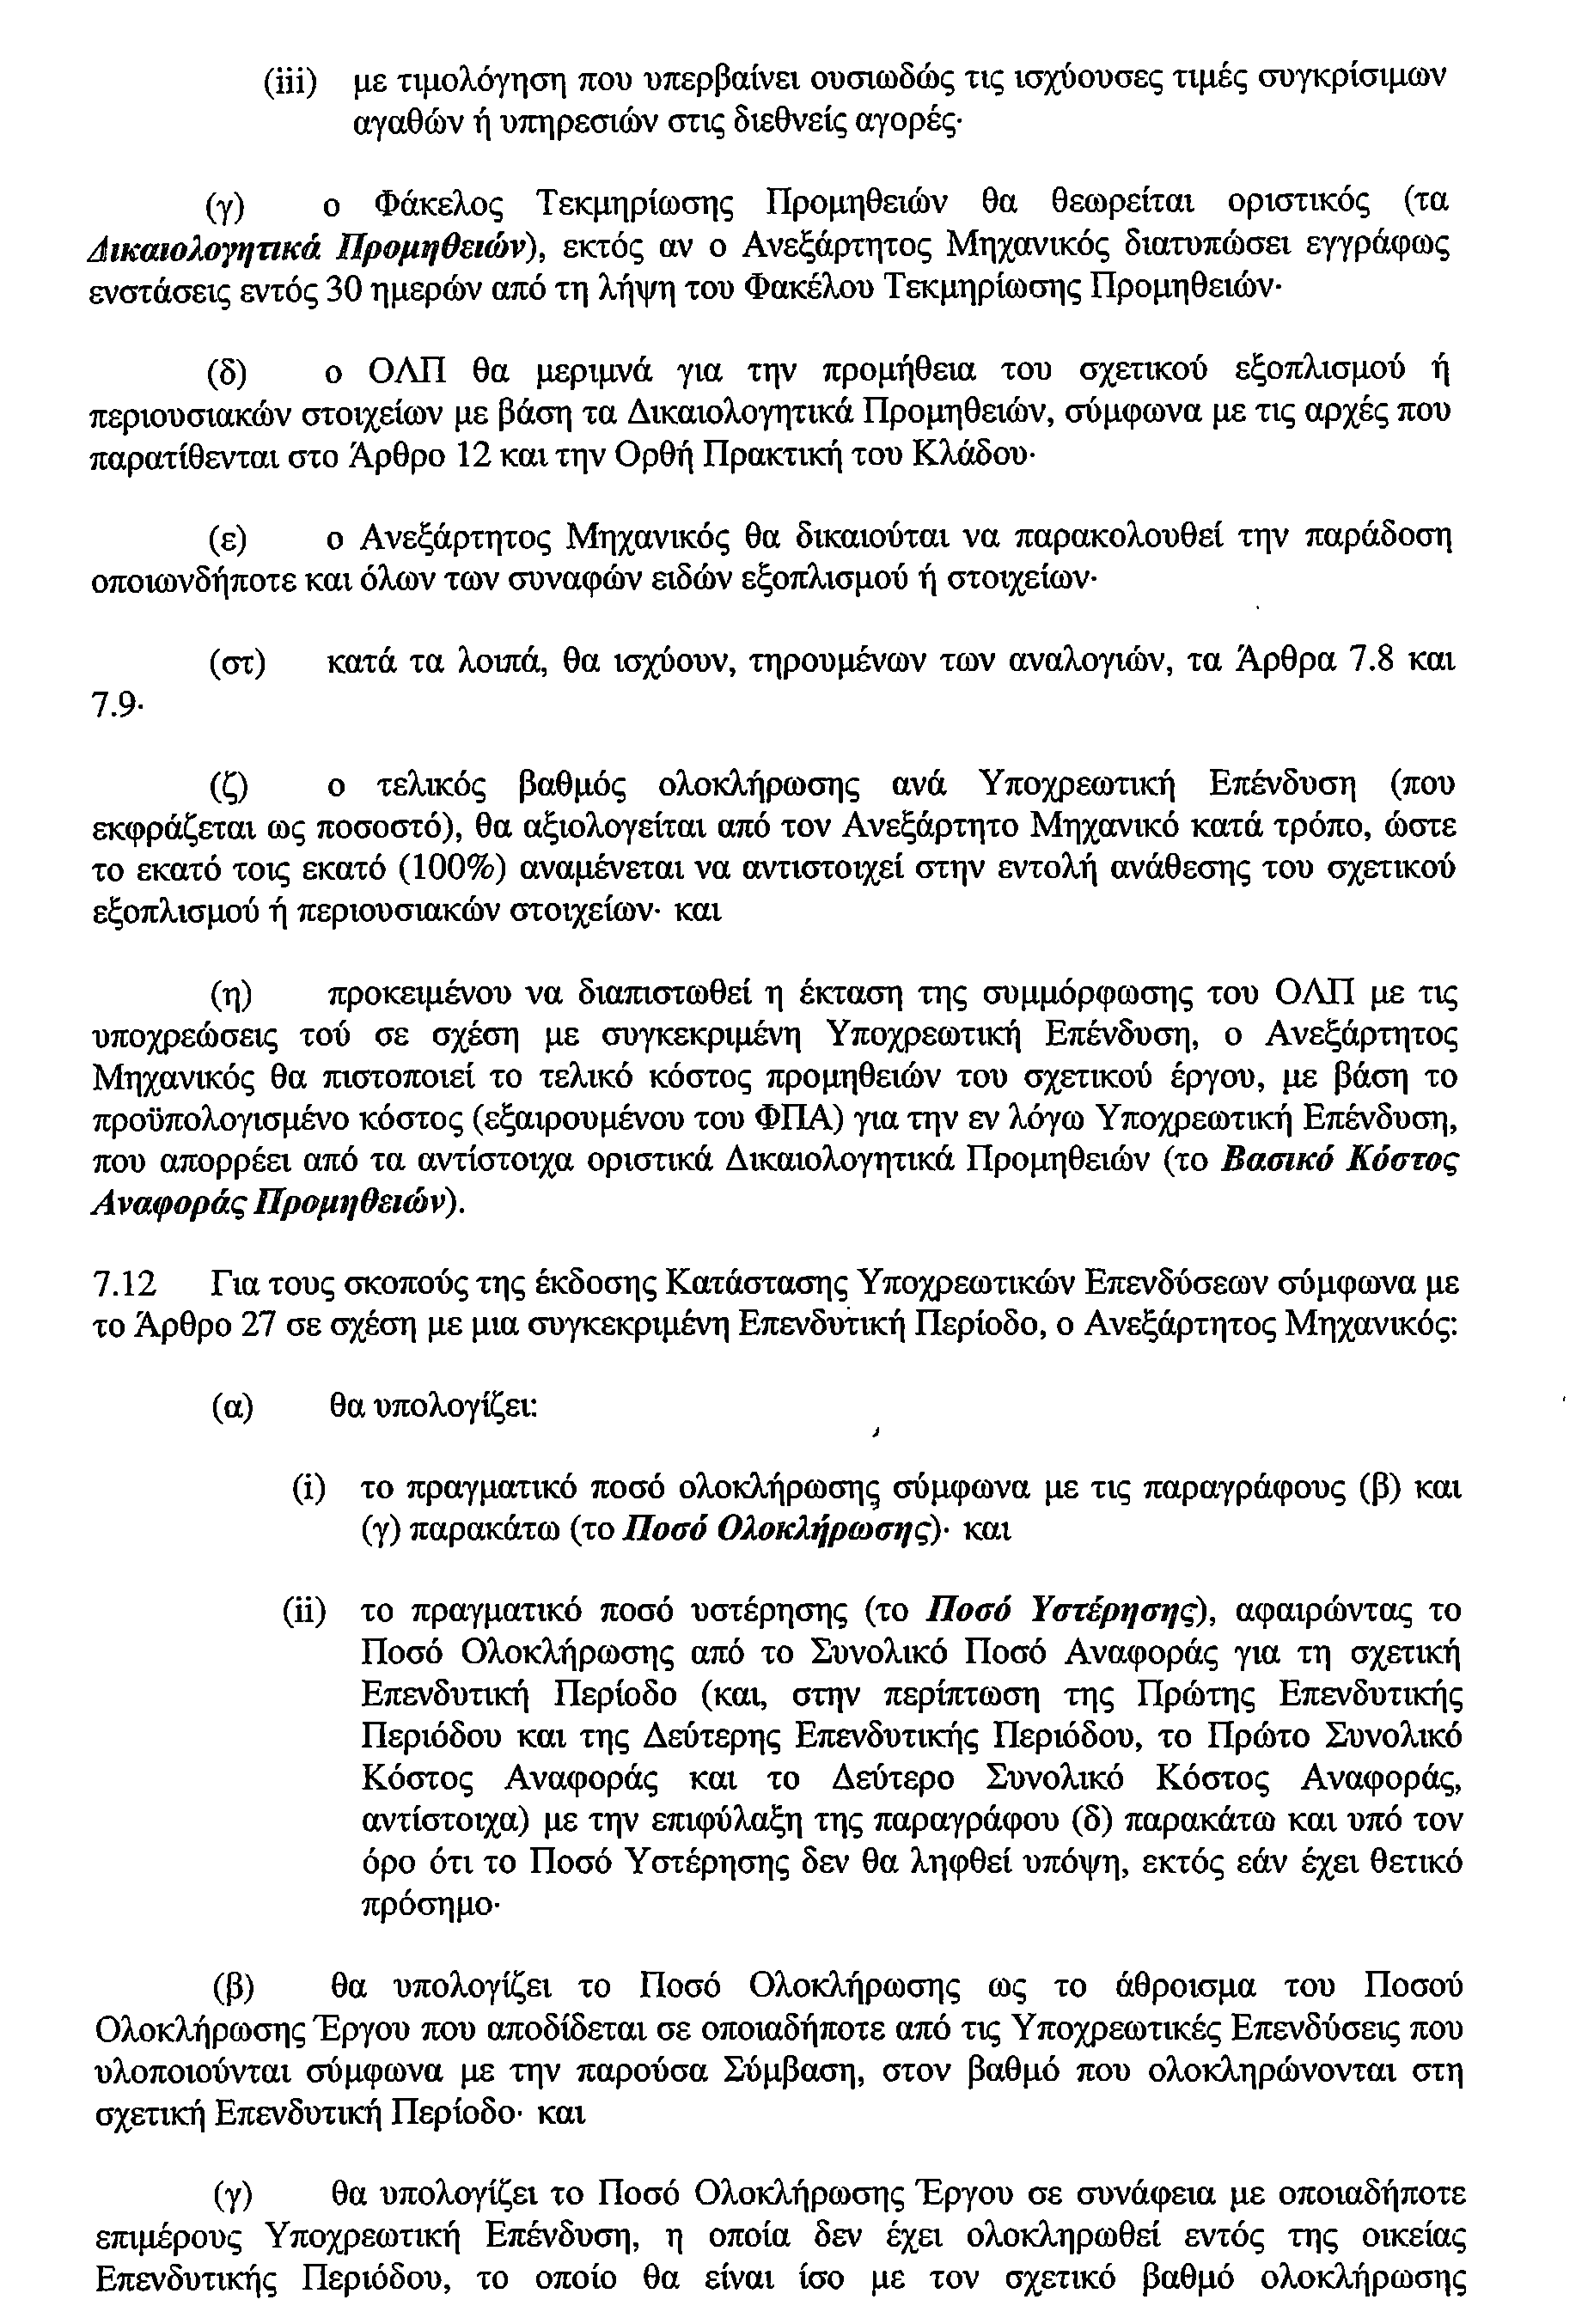 (iii) με τιμολόγηση που υπερβαίνει ουσιωδώς τις ισχύουσες τιμές συγκρίσιμων
αγαθών ή υπηρεσιών στις διεθνείς αγορές·
(γ) ο Φάκελος Τεκμηρίωσης Προμηθειών θα θεωρείται οριστικός (τα
Δικαιολογητικά Προμηθειών), εκτός αν ο Ανεξάρτητος Μηχανικός διατυπώσει εγγράφως
ενστάσεις εντός 30 ημερών από τη λήψη του Φακέλου Τεκμηρίωσης Προμηθειών·
(δ) ο ΟΛΠ θα μεριμνά για την προμήθεια του σχετικού εξοπλισμού ή
περιουσιακών στοιχείων με βάση τα Δικαιολογητικά Προμηθειών, σύμφωνα με τις αρχές που
παρατίθενται στο Άρθρο 12 και την Ορθή Πρακτική του Κλάδου·
(ε) ο Ανεξάρτητος Μηχανικός θα δικαιούται να παρακολουθεί την παράδοση
οποιωνδήποτε και όλων των συναφών ειδών εξοπλισμού ή στοιχείων·
(στ) κατά τα λοιπά, θα ισχύουν, τηρουμένων των αναλογιών, τα Άρθρα 7.8 και
7.9·
(ζ) ο τελικός βαθμός ολοκλήρωσης ανά Υποχρεωτική Επένδυση (που
εκφράζεται ως ποσοστό), θα αξιολογείται από τον Ανεξάρτητο Μηχανικό κατά τρόπο, ώστε
το εκατό τοις εκατό (100%) αναμένεται να αντιστοιχεί στην εντολή ανάθεσης του σχετικού
εξοπλισμού ή περιουσιακών στοιχείων· και
(η) προκειμένου να διαπιστωθεί η έκταση της συμμόρφωσης του ΟΛΠ με τις
υποχρεώσεις τού σε σχέση με συγκεκριμένη Υποχρεωτική Επένδυση, ο Ανεξάρτητος
Μηχανικός θα πιστοποιεί το τελικό κόστος προμηθειών του σχετικού έργου, με βάση το
προϋπολογισμένο κόστος (εξαιρουμένου του ΦΠΑ) για την εν λόγω Υποχρεωτική Επένδυση,
που απορρέει από τα αντίστοιχα οριστικά Δικαιολογητικά Προμηθειών (το Βασικό Κόστος
Αναφοράς Προμηθειών).
7.12 Για τους σκοπούς της έκδοσης Κατάστασης Υποχρεωτικών Επενδύσεων σύμφωνα με
το Άρθρο 27 σε σχέση με μια συγκεκριμένη Επενδυτική Περίοδο, ο Ανεξάρτητος Μηχανικός:
(α) θα υπολογίζει:
(i) το πραγματικό ποσό ολοκλήρωσης σύμφωνα με τις παραγράφους (β) και
(γ) παρακάτω (το Ποσό Ολοκλήρωσης)· και
(ii) το πραγματικό ποσό υστέρησης (το Ποσό Υστέρησης), αφαιρώντας το
Ποσό Ολοκλήρωσης από το Συνολικό Ποσό Αναφοράς για τη σχετική
Επενδυτική Περίοδο (και, στην περίπτωση της Πρώτης Επενδυτικής
Περιόδου και της Δεύτερης Επενδυτικής Περιόδου, το Πρώτο Συνολικό
Κόστος Αναφοράς και το Δεύτερο Συνολικό Κόστος Αναφοράς,
αντίστοιχα) με την επιφύλαξη της παραγράφου (δ) παρακάτω και υπό τον
όρο ότι το Ποσό Υστέρησης δεν θα ληφθεί υπόψη, εκτός εάν έχει θετικό
πρόσημο·
(β) θα υπολογίζει το Ποσό Ολοκλήρωσης ως το άθροισμα του Ποσού
Ολοκλήρωσης Έργου που αποδίδεται σε οποιαδήποτε από τις Υποχρεωτικές Επενδύσεις που
υλοποιούνται σύμφωνα με την παρούσα Σύμβαση, στον βαθμό που ολοκληρώνονται στη
σχετική Επενδυτική Περίοδο· και
(γ) θα υπολογίζει το Ποσό Ολοκλήρωσης Έργου σε συνάφεια με οποιαδήποτε
επιμέρους Υποχρεωτική Επένδυση, η οποία δεν έχει ολοκληρωθεί εντός της οικείας
Επενδυτικής Περιόδου, το οποίο θα είναι ίσο με τον σχετικό βαθμό ολοκλήρωσης